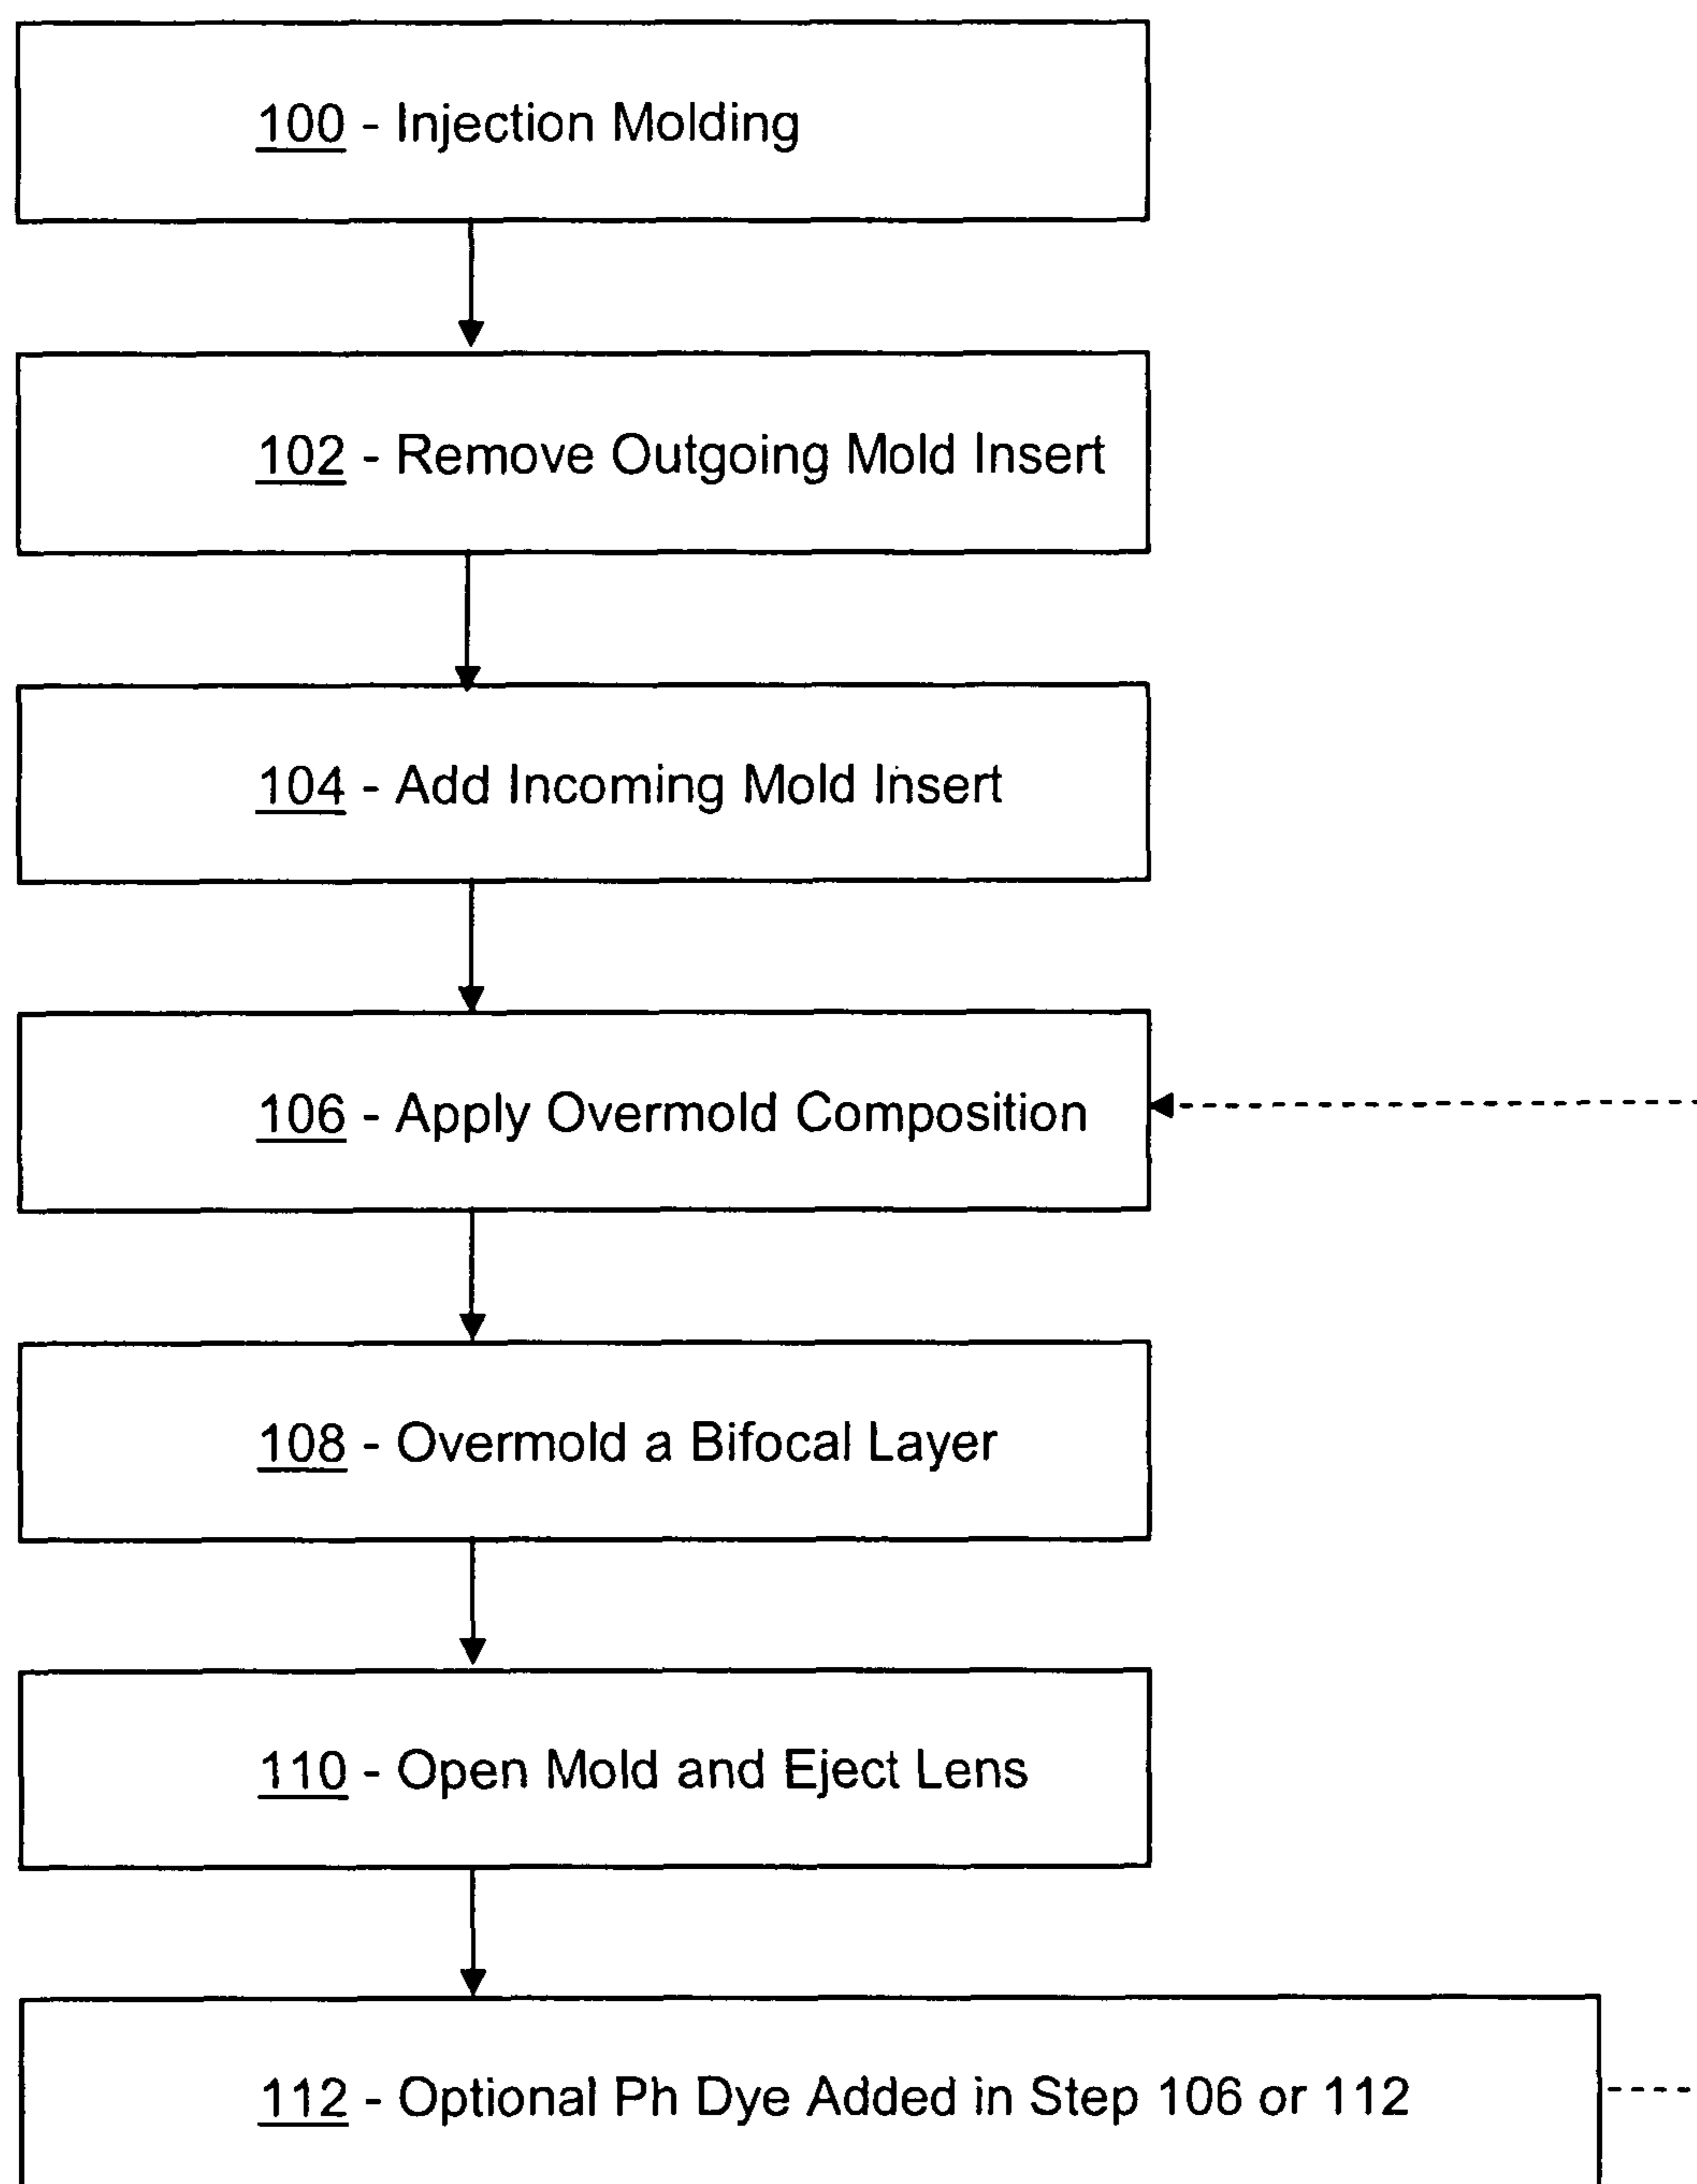 100 - Injection Molding
102 - Remove Outgoing Mold Insert
104 - Add Incoming Mold Insert
106 - Apply Overmold Composition
108 - Overmold a Bifocal Layer
110 - Open Mold and Eject Lens
112 - Optional Ph Dye Added in Step 106 or 112